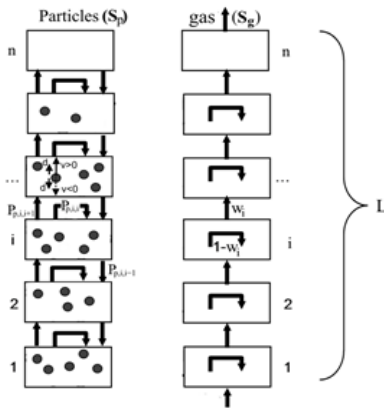 Particles (Sp)
gas (Sg)
n
n
...
...
d
v>0
d
v<0
Pp,i,i+1
Pp,i,i
wi
L
i
1-wi
i
Pp,i,i-1
2
2
1
1